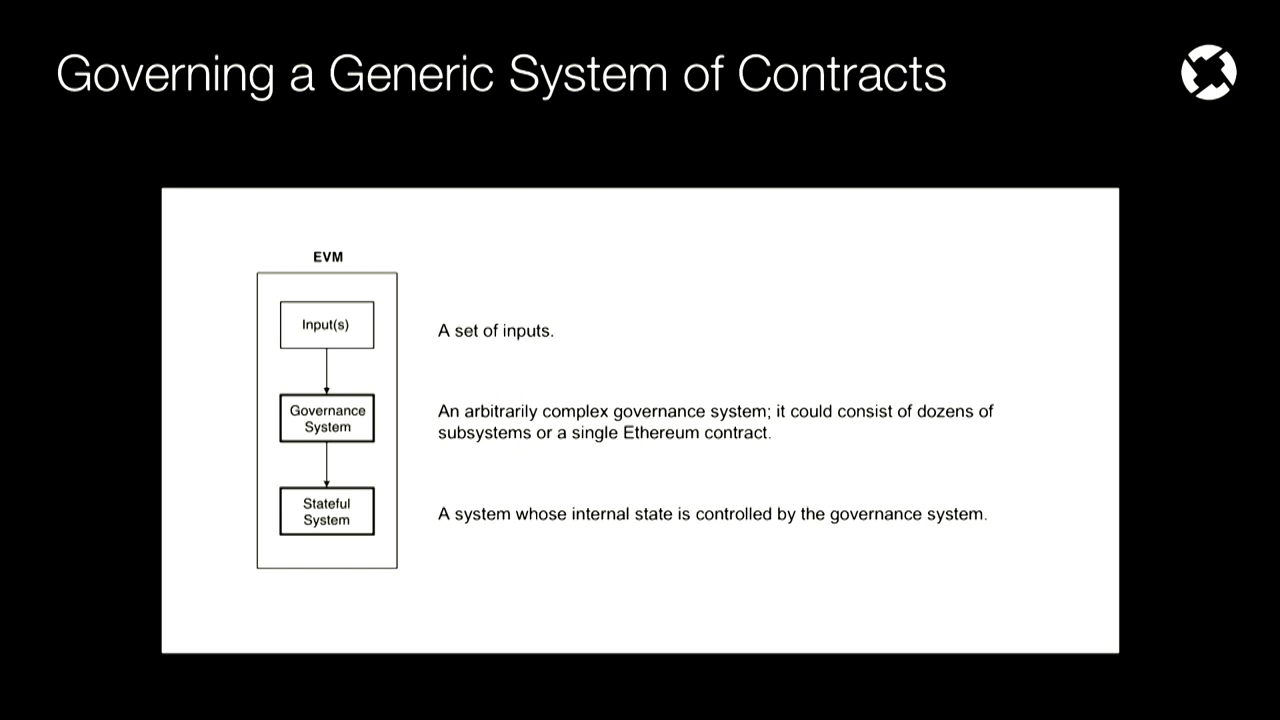 Governing a Generic System of Contracts
EVM
Input(s)
A set of inputs.
Governance
System
An arbitrarily complex governance system; it could consist of dozens of
subsystems or a single Ethereum contract.
Stateful
System
A system whose internal state is controlled by the governance system.